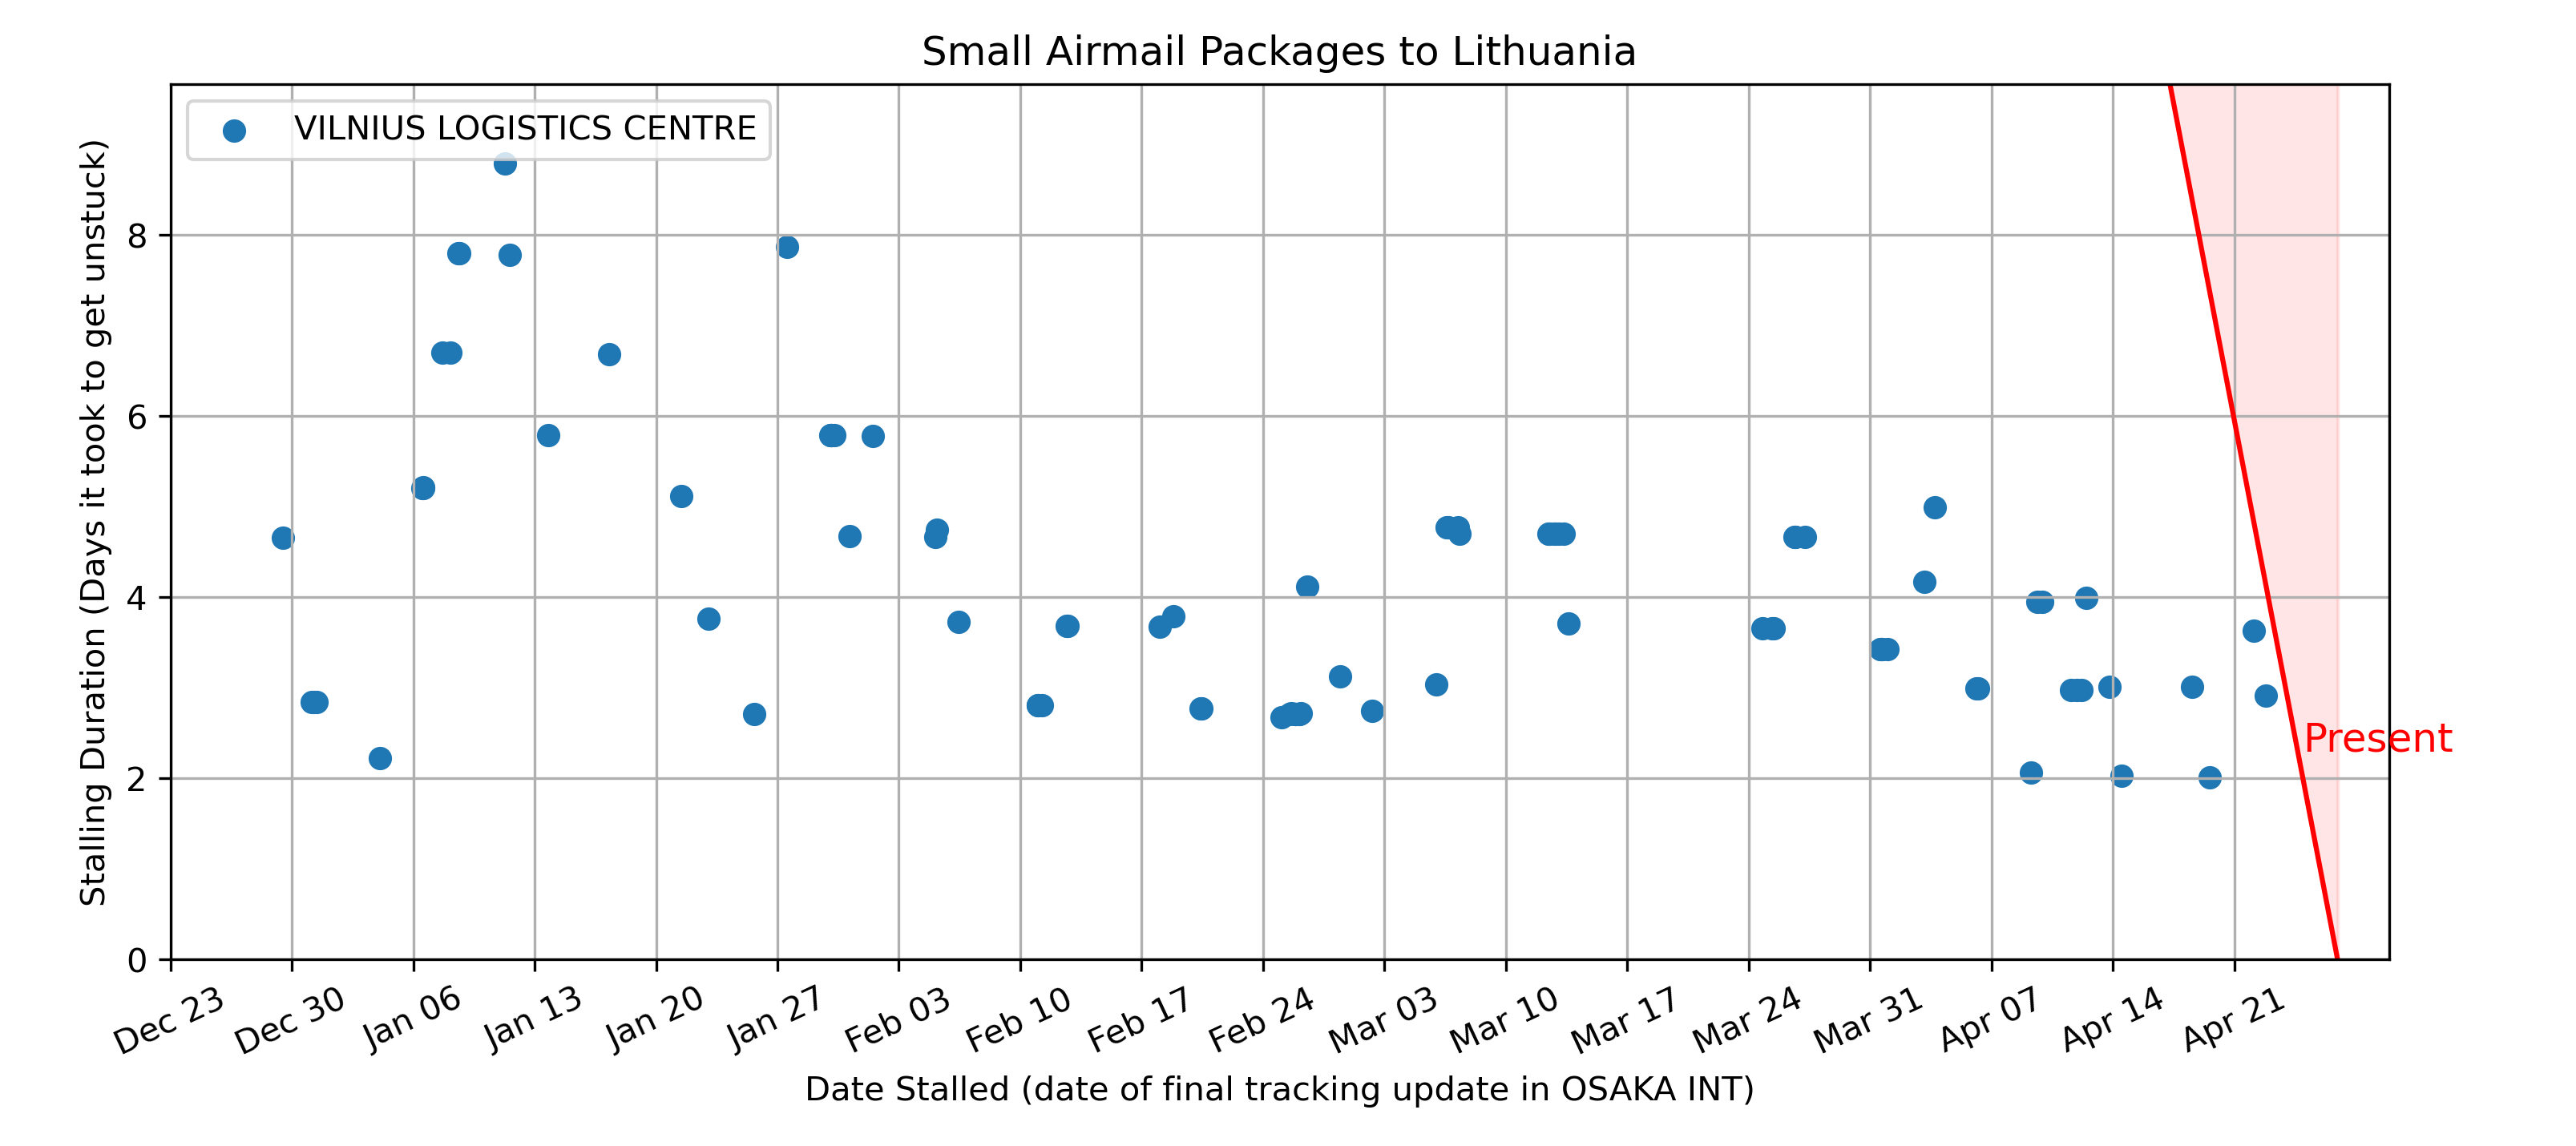 Small Airmail Packages to Lithuania
VILNIUS LOGISTICS CENTRE
Stalling Duration (Days it took to get unstuck)
8
6
4
2
0
Present
Dec 23
Dec 30
Jan 06
Jan 13
Jan 20
Jan 27
Feb 03
Feb 10
Feb 17
Feb 24
Mar 03
Mar 10
Mar 17
Mar 24
Mar 31
Apr 07
Apr 14
Apr 21
Date Stalled (date of final tracking update in OSAKA INT)